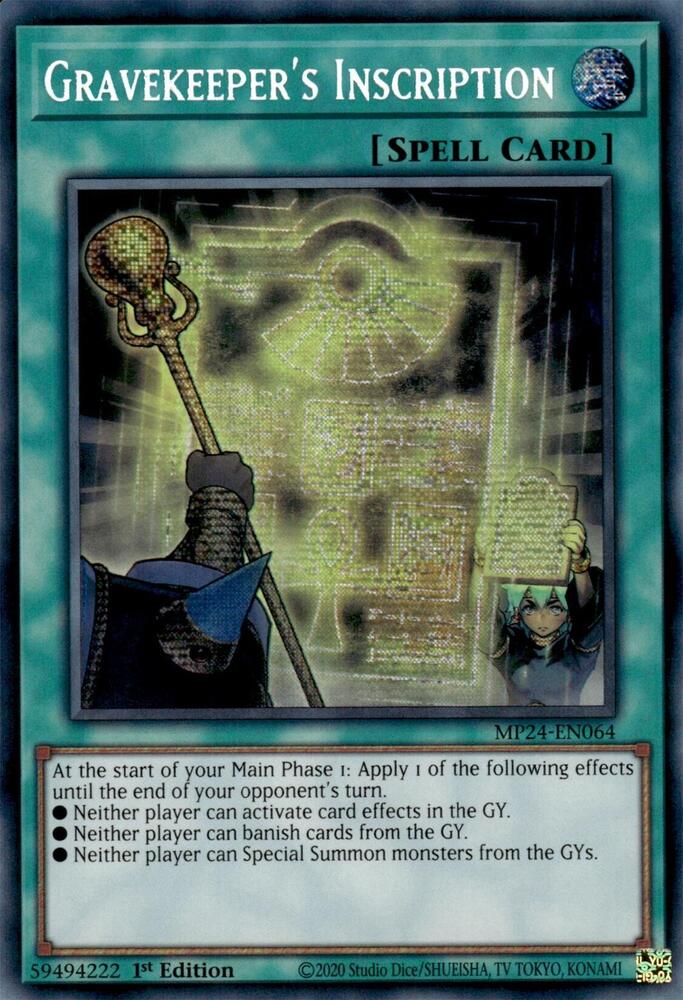 GRAVEKEEPER'S INSCRIPTION
[SPELL CARD]
MP24-EN064
At the start of your Main Phase 1: Apply 1 of the following effects
until the end of your opponent's turn.
● Neither player can activate card effects in the GY.
● Neither player can banish cards from the GY.
● Neither player can Special Summon monsters from the GYs.
59494222 1st Edition ©2020 Studio Dice/SHUEISHA, TV TOKYO, KONAMI